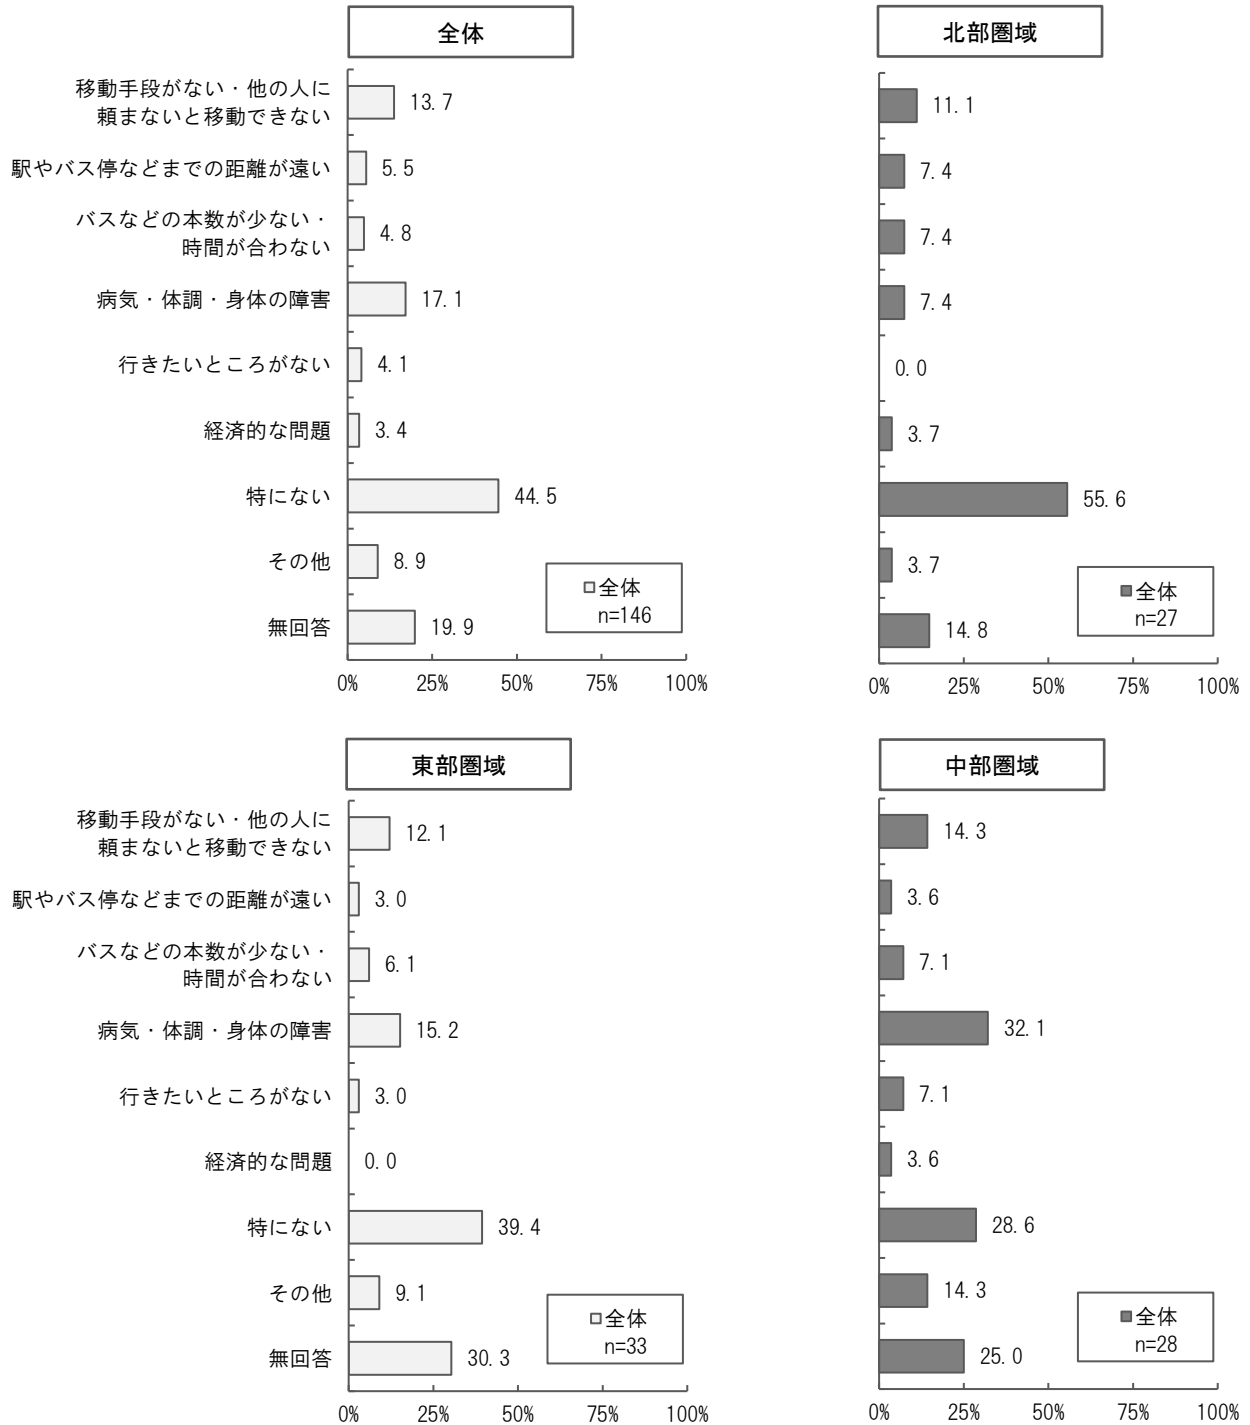 全体
移動手段がない・他の人に
頼まないと移動できない
13.7
駅やバス停などまでの距離が遠い
5.5
バスなどの本数が少ない・
時間が合わない
4.8
病気・体調・身体の障害
17.1
行きたいところがない
4.1
経済的な問題
3.4
特にない
44.5
その他
8.9
無回答
19.9
全体
n=146
0% 25% 50% 75% 100%
北部圏域
11.1
7.4
7.4
7.4
0.0
3.7
55.6
3.7
14.8
全体
n=27
0% 25% 50% 75% 100%
東部圏域
移動手段がない・他の人に
頼まないと移動できない
12.1
駅やバス停などまでの距離が遠い
3.0
バスなどの本数が少ない・
時間が合わない
6.1
病気・体調・身体の障害
15.2
行きたいところがない
3.0
経済的な問題
0.0
特にない
39.4
その他
9.1
無回答
30.3
全体
n=33
0% 25% 50% 75% 100%
中部圏域
14.3
3.6
7.1
32.1
7.1
3.6
28.6
14.3
25.0
全体
n=28
0% 25% 50% 75% 100%